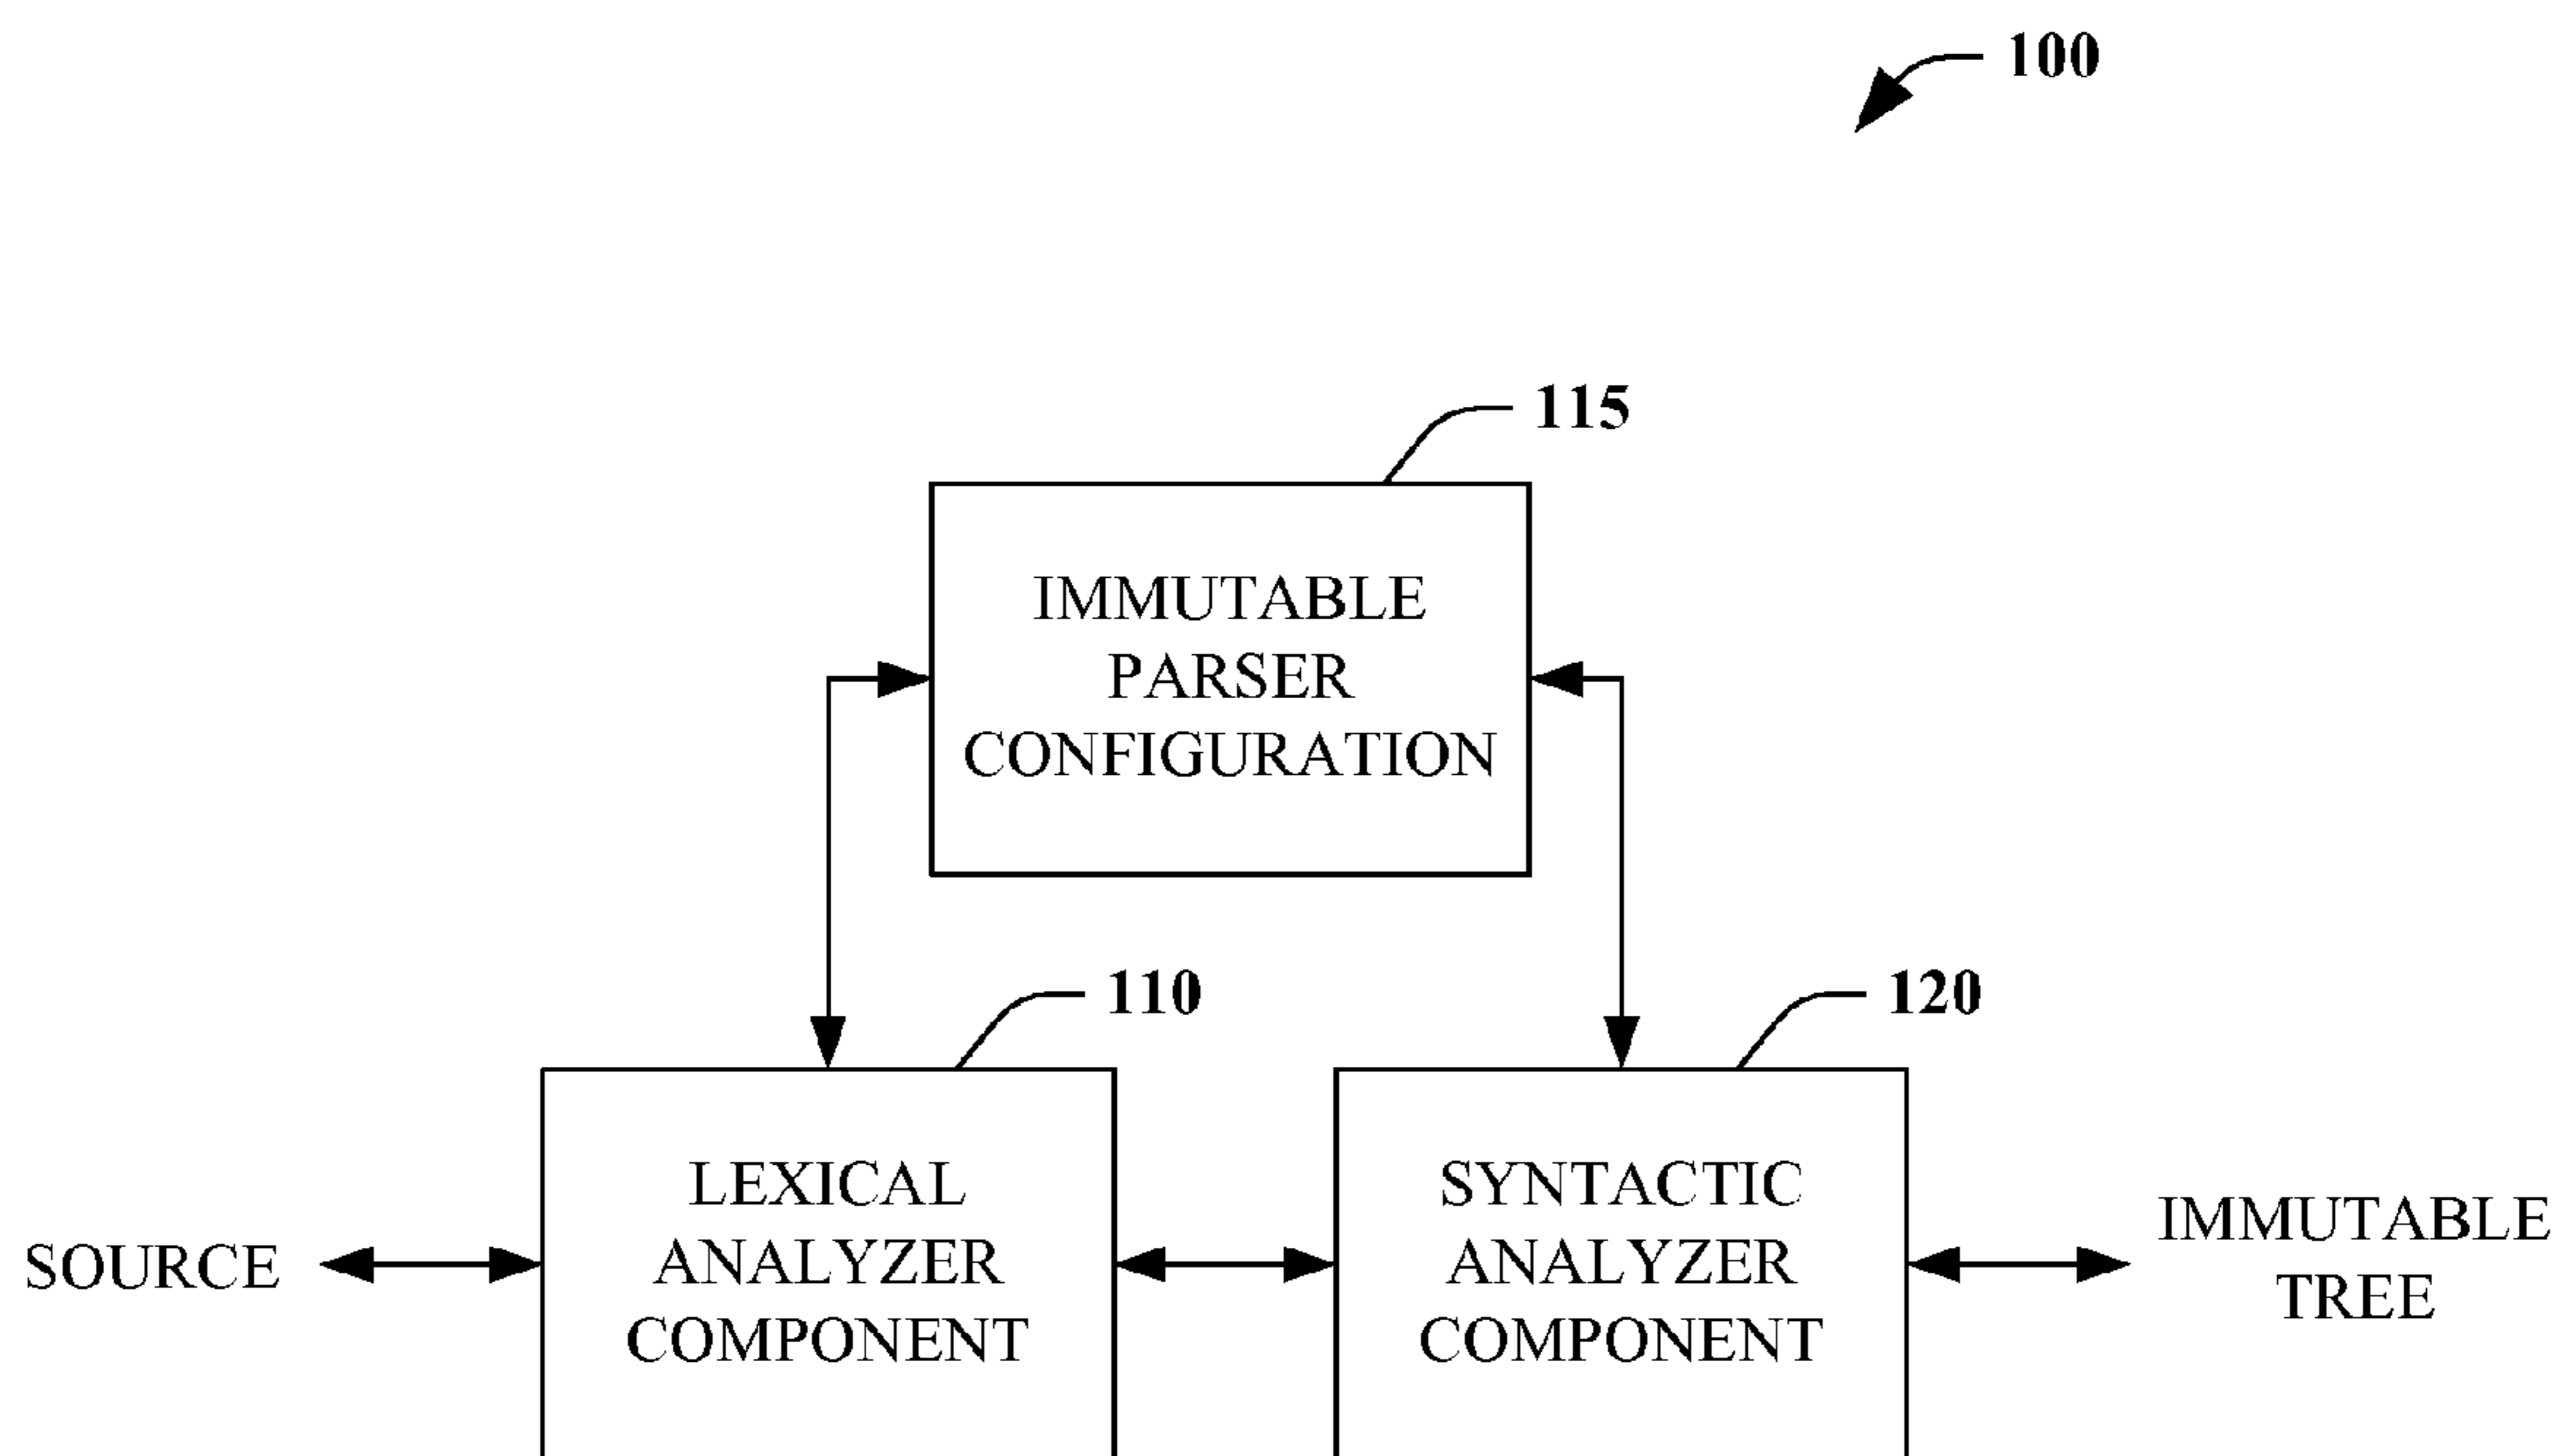 100
115
IMMUTABLE
PARSER
CONFIGURATION
110
120
LEXICAL
ANALYZER
COMPONENT
SYNTACTIC
ANALYZER
COMPONENT
SOURCE
IMMUTABLE
TREE